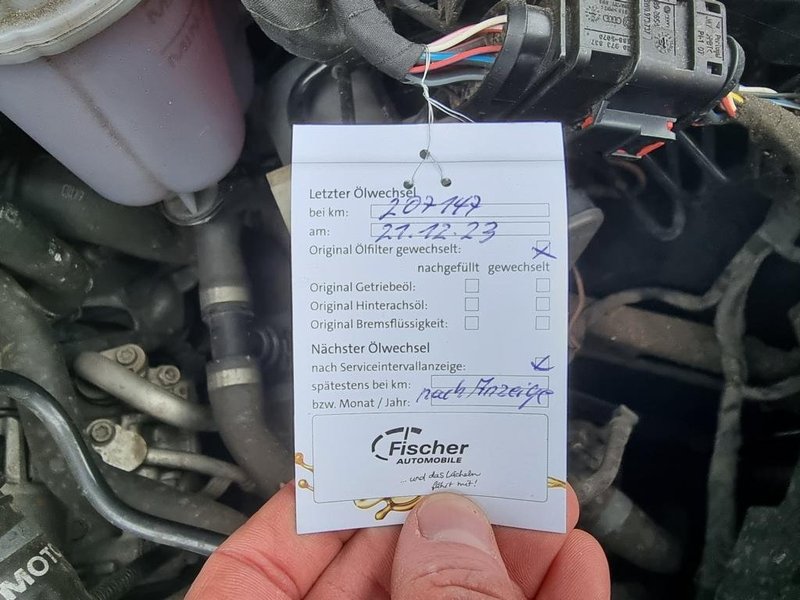 Letzter Ölwechsel
bei km: 207147
am: 21.12.23
Original Ölfilter gewechselt:
nachgefüllt gewechselt
Original Getriebeöl:
Original Hinterachsöl:
Original Bremsflüssigkeit:
Nächster Ölwechsel
nach Serviceintervallanzeige:
spätestens bei km:
bzw. Monat / Jahr: nach Anzeige
Fischer
AUTOMOBILE
...und das Lächeln
fährt mit!
MOTO